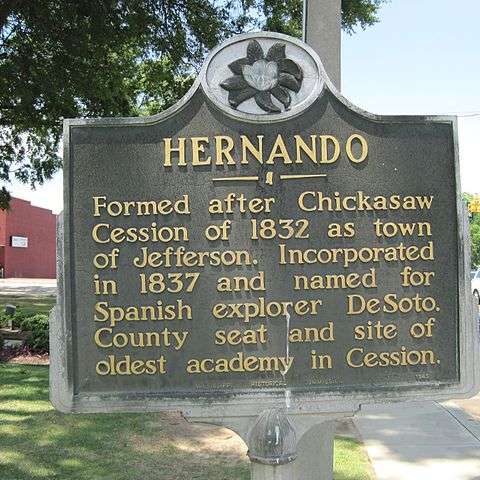 HERNANDO
Formed after Chickasaw
Cession of 1832 as town
of Jefferson. Incorporated
in 1837 and named for
Spanish explorer DeSoto.
County seat and site of
oldest academy in Cession.